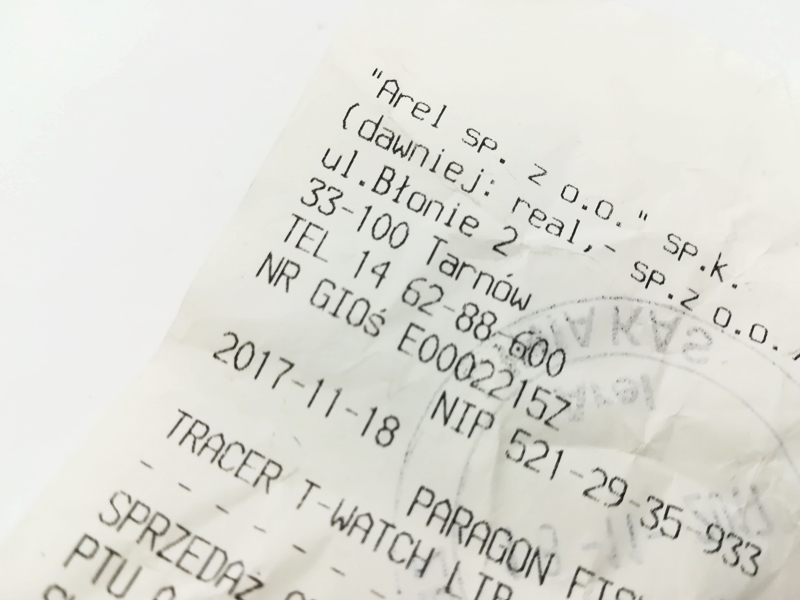 "Arel sp. z o.o." sp.k.
(dawniej: real,- sp.z o.o.
ul.Błonie 2
33-100 Tarnów
TEL 14 62-88-600
NR GIOś E0002215Z
NIP 521-29-35-933
2017-11-18
PARAGON
TRACER T-WATCH
SPRZEDAŻ
PTU